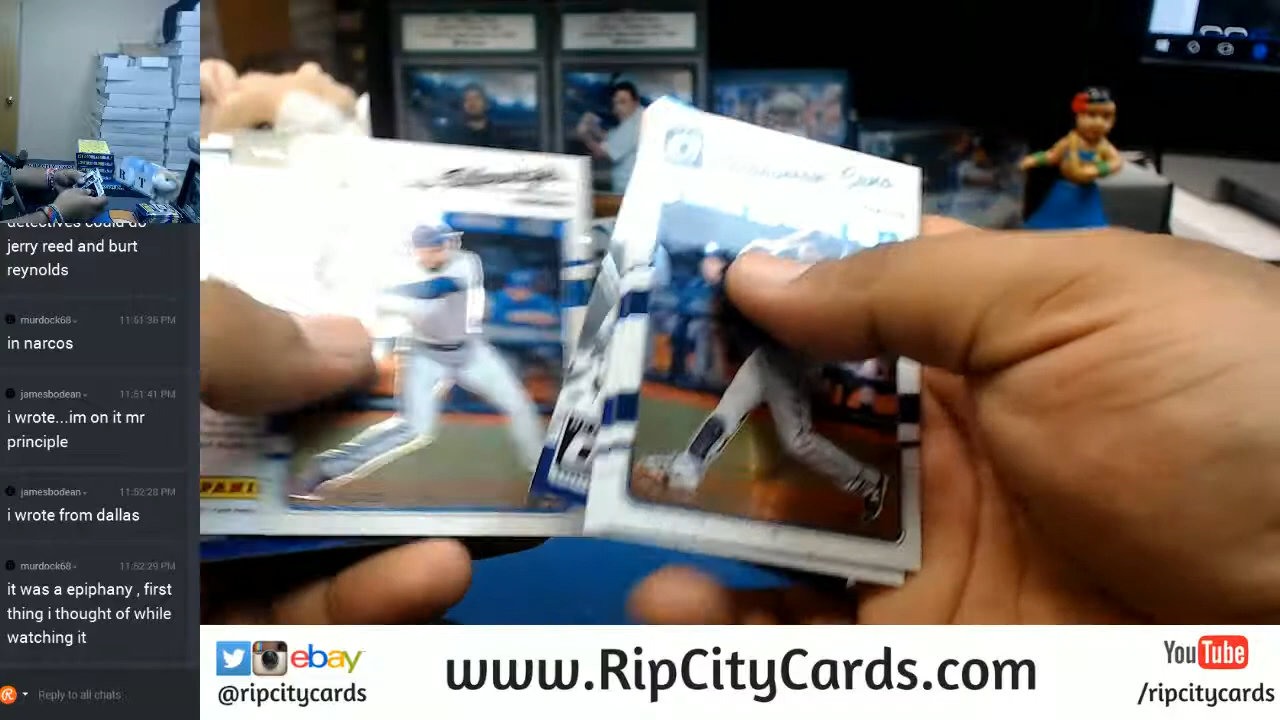 detectives could do
jerry reed and burt
reynolds
murdock68
11:51:38 PM
in narcos
jamesbodean
11:51:41 PM
i wrote...im on it mr
principle
jamesbodean
11:52:28 PM
i wrote from dallas
murdock68
11:52:29 PM
it was a epiphany , first
thing i thought of while
watching it
Reply to all chats
PANINI
ebay
@ripcitycards
www.RipCityCards.com
YouTube
/ripcitycards